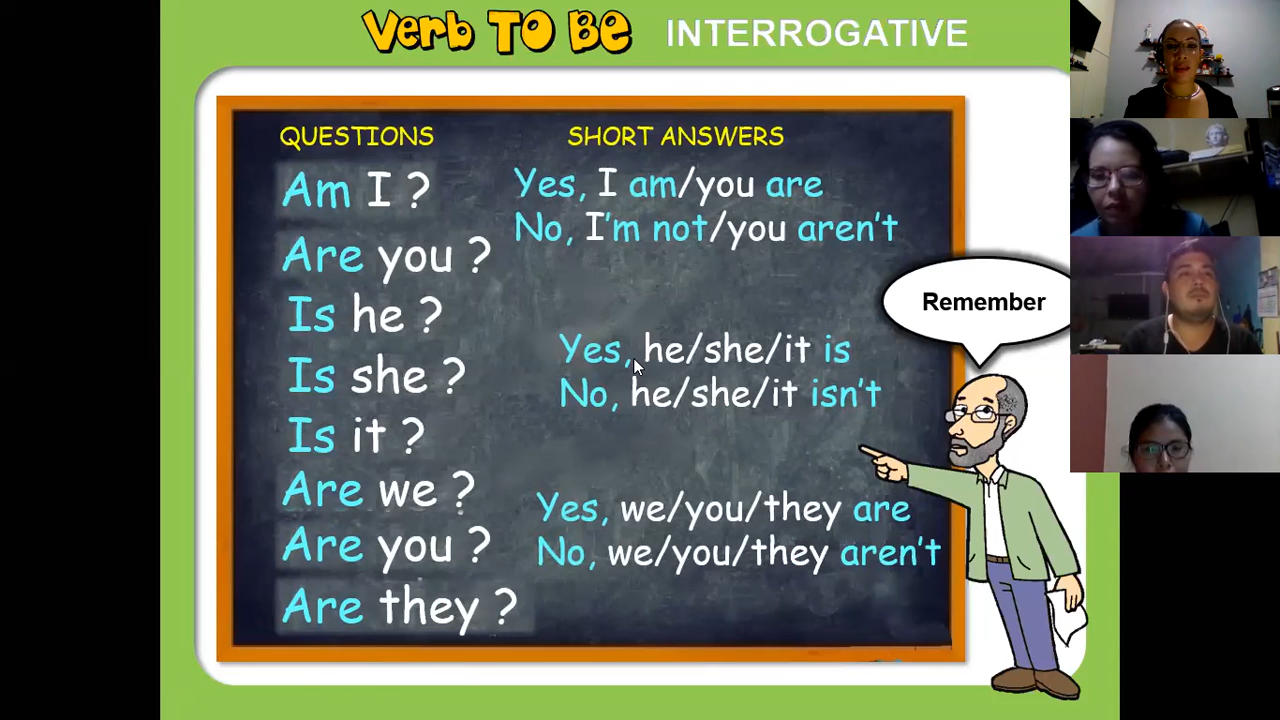 Verb TO BE INTERROGATIVE
QUESTIONS
SHORT ANSWERS
Am I ?
Are you ?
Is he ?
Is she ?
Is it ?
Are we ?
Are you ?
Are they ?
Yes, I am/you are
No, I'm not/you aren't
Yes, he/she/it is
No, he/she/it isn't
Yes, we/you/they are
No, we/you/they aren't
Remember